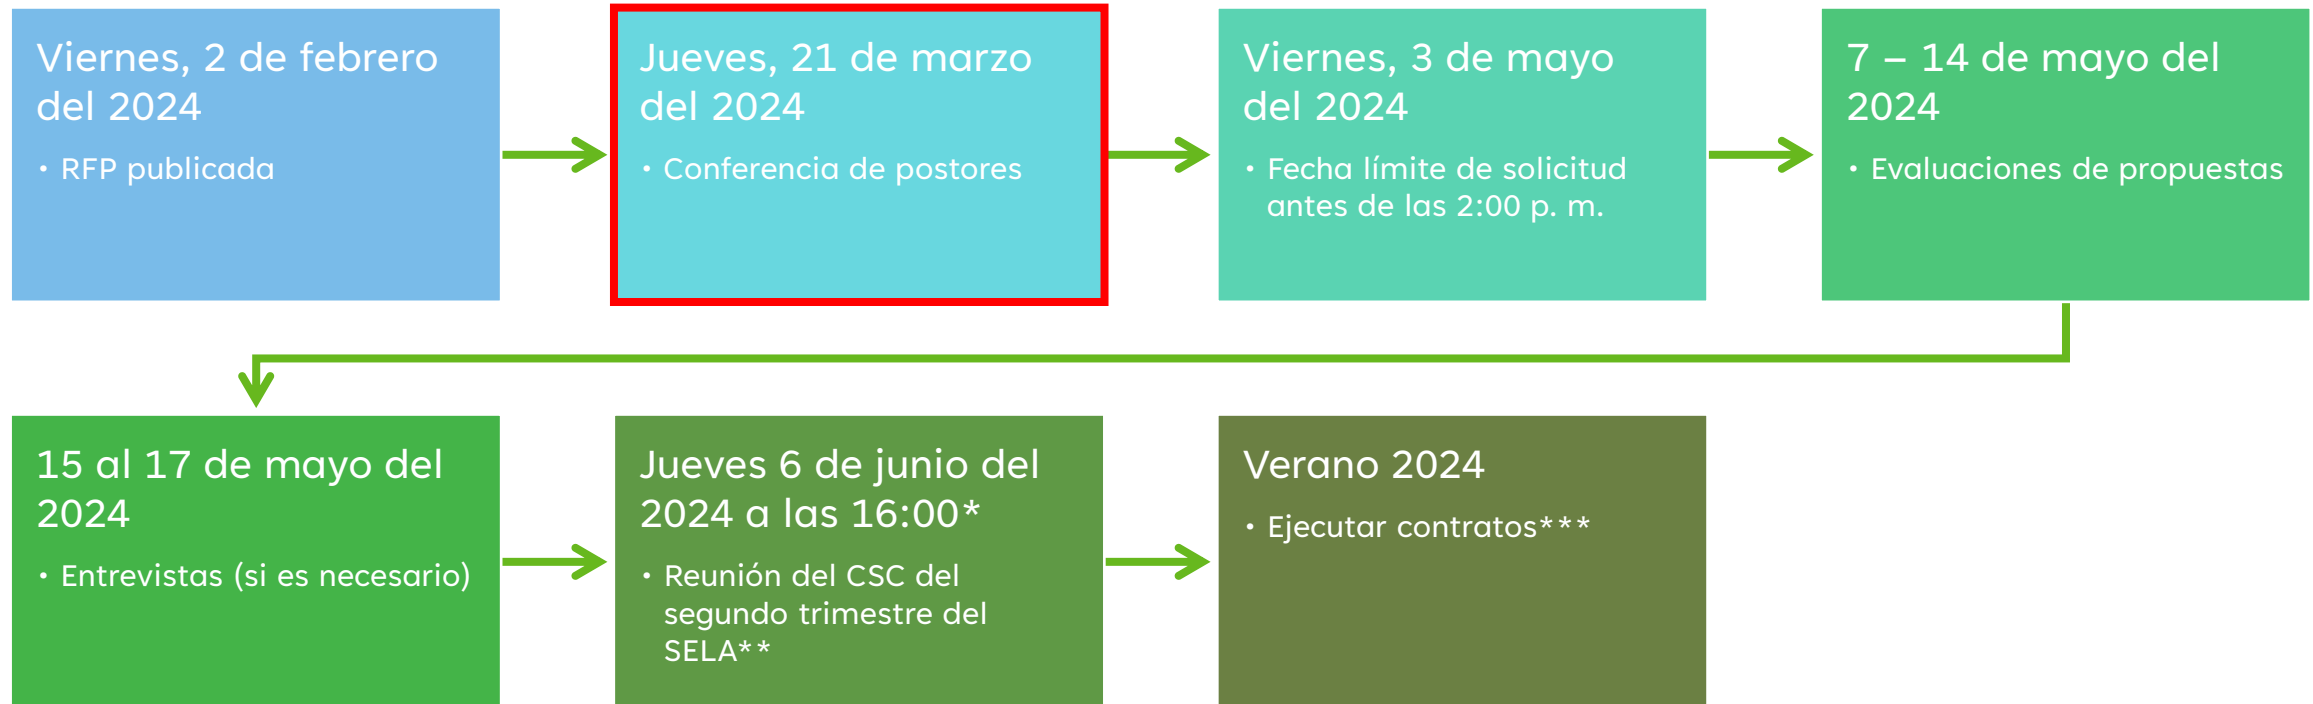 Viernes, 2 de febrero
del 2024
• RFP publicada
Jueves, 21 de marzo
del 2024
• Conferencia de postores
Viernes, 3 de mayo
del 2024
• Fecha límite de solicitud
antes de las 2:00 p. m.
7 – 14 de mayo del
2024
• Evaluaciones de propuestas
15 al 17 de mayo del
2024
• Entrevistas (si es necesario)
Jueves 6 de junio del
2024 a las 16:00*
• Reunión del CSC del
segundo trimestre del
SELA**
Verano 2024
• Ejecutar contratos***